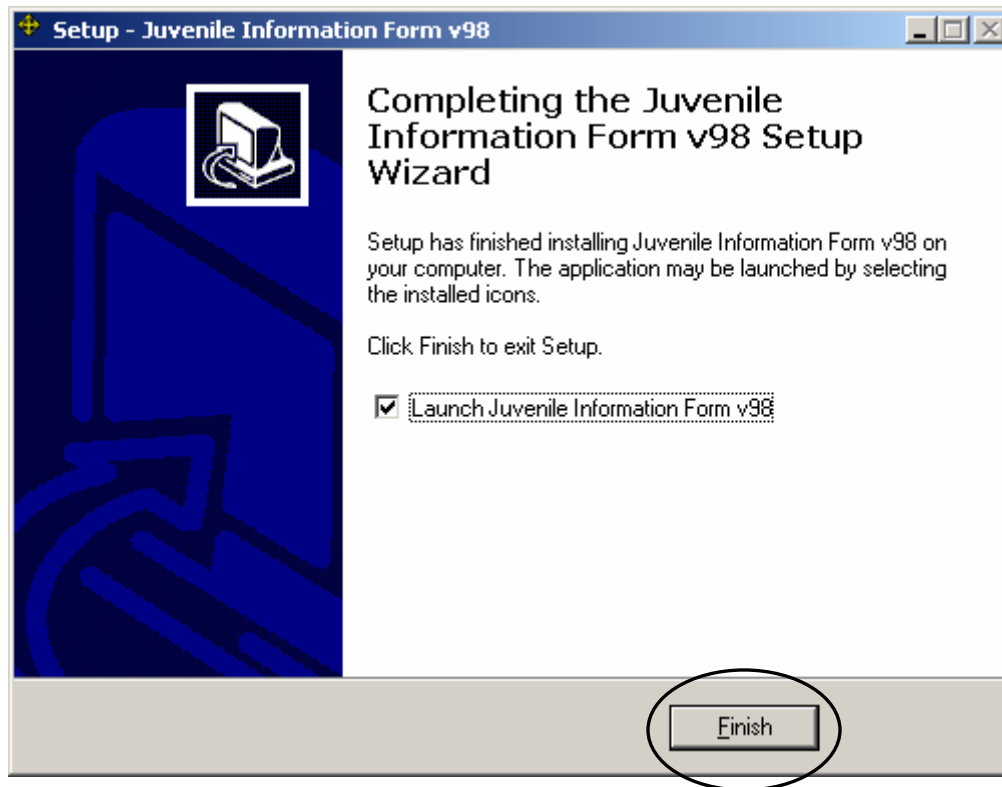 Setup - Juvenile Information Form v98
Completing the Juvenile
Information Form v98 Setup
Wizard
Setup has finished installing Juvenile Information Form v98 on
your computer. The application may be launched by selecting
the installed icons.
Click Finish to exit Setup.
Launch Juvenile Information Form v98
Finish